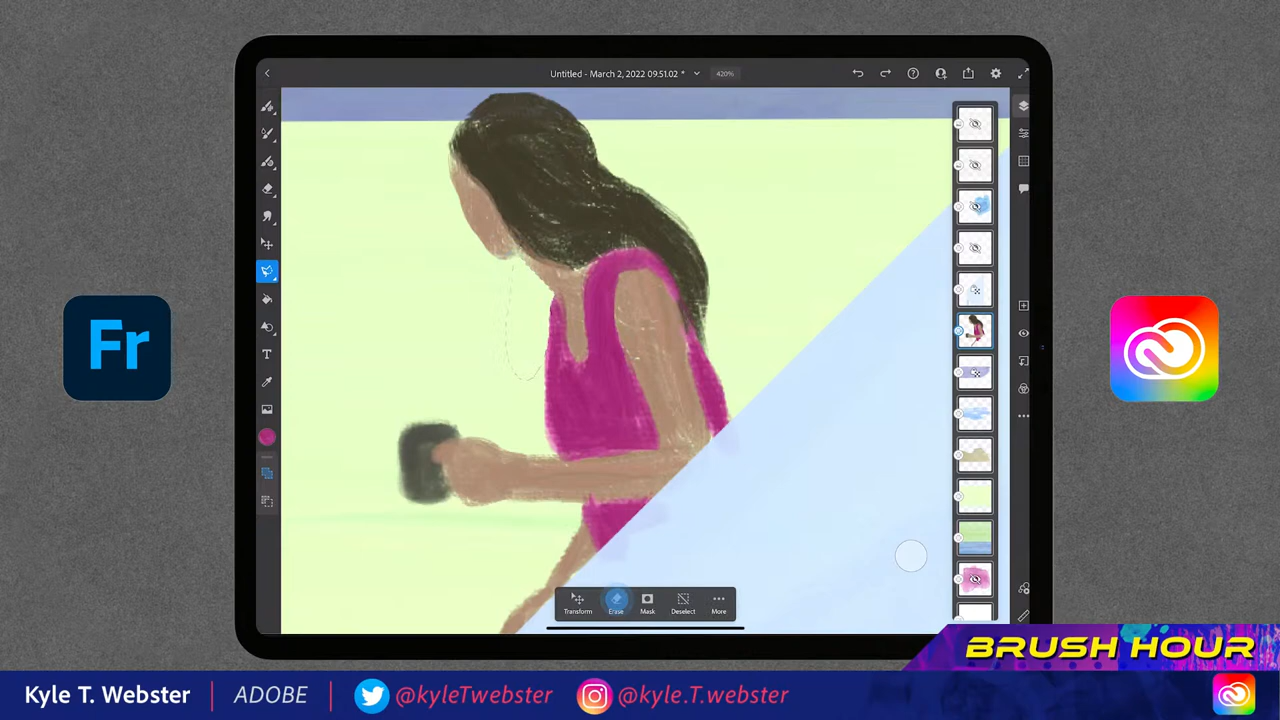 Untitled - March 2, 2022 09.51.02 *
420%
Fr
T
Transform
Erase
Mask
Deselect
More
BRUSH HOUR
Kyle T. Webster | ADOBE | @kyleTwebster @kyle.T.webster